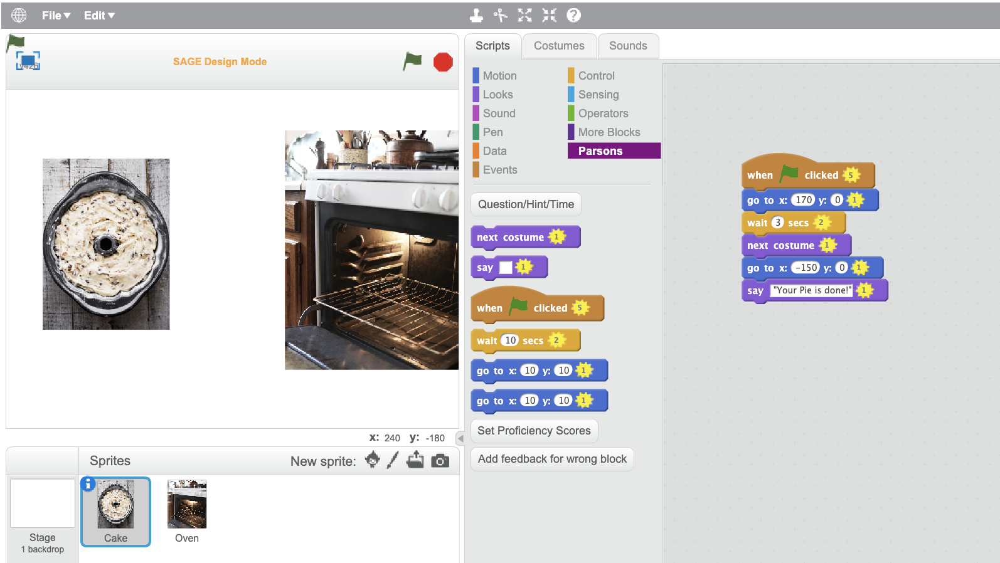 File ▾ Edit ▾
v426
SAGE Design Mode
x: 240 y: -180
Sprites
New sprite:
Stage
1 backdrop
Cake
Oven
Scripts
Costumes
Sounds
Motion
Looks
Sound
Pen
Data
Events
Control
Sensing
Operators
More Blocks
Parsons
Question/Hint/Time
next costume 1
say 1
when clicked 5
wait 10 secs 2
go to x: 10 y: 10 1
go to x: 10 y: 10 1
Set Proficiency Scores
Add feedback for wrong block
when clicked 5
go to x: 170 y: 0 1
wait 3 secs 2
next costume 1
go to x: -150 y: 0 1
say "Your Pie is done!" 1